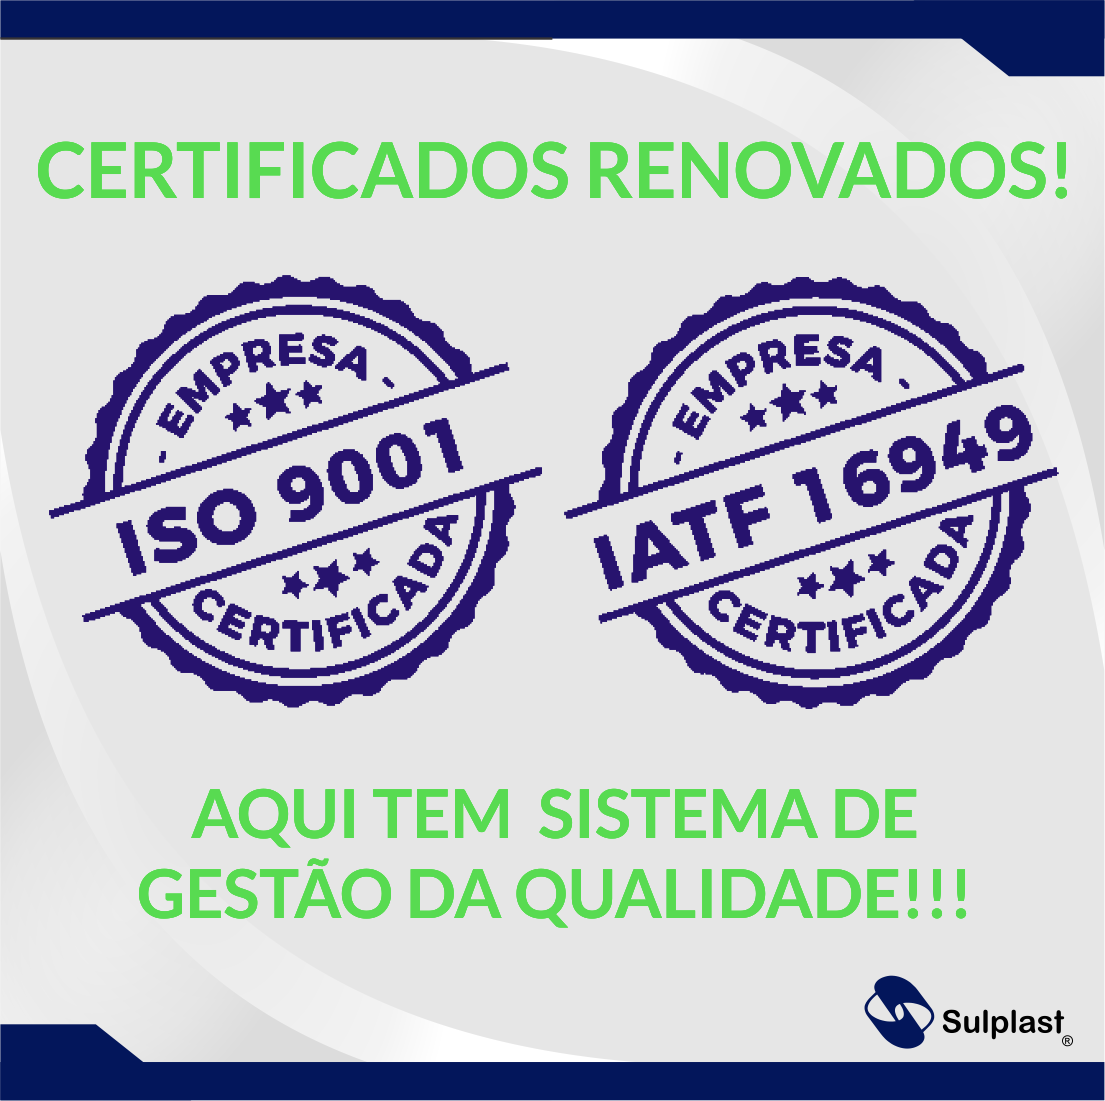 CERTIFICADOS RENOVADOS!
- EMPRESA -
ISO 9001
CERTIFICADA
- EMPRESA -
IATF 16949
CERTIFICADA
AQUI TEM SISTEMA DE
GESTÃO DA QUALIDADE!!!
Sulplast®